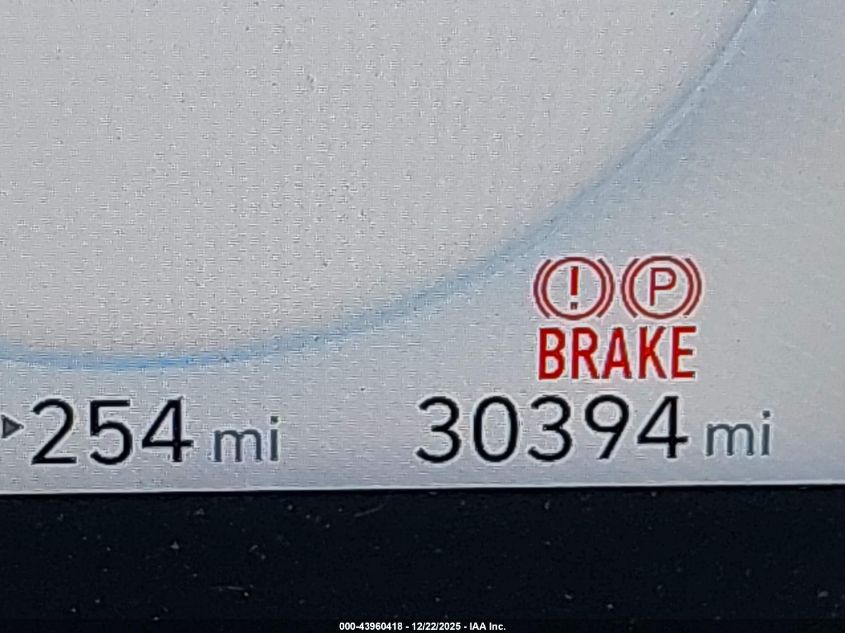 ! P
BRAKE
254 mi 30394 mi
000-43960418 - 12/22/2025 - IAA Inc.